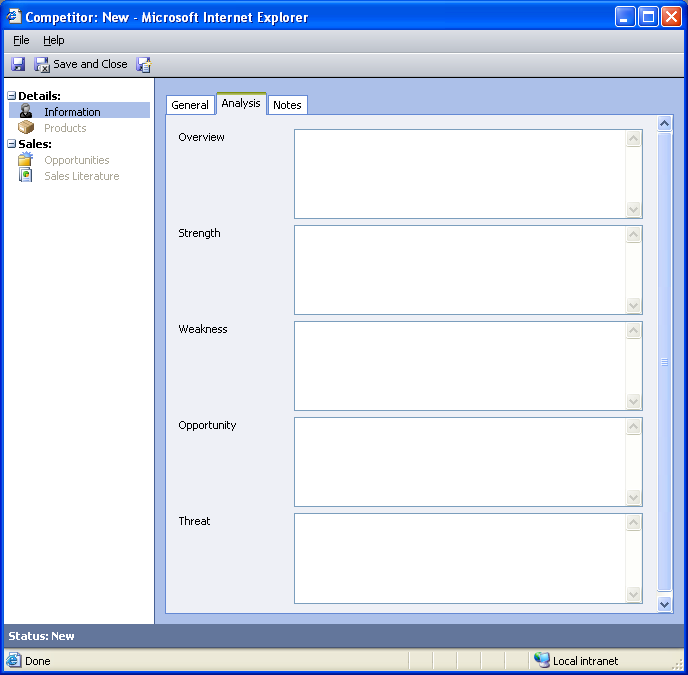 Competitor: New - Microsoft Internet Explorer
File Help
Save and Close
Details:
Information
Products
Sales:
Opportunities
Sales Literature
General Analysis Notes
Overview
Strength
Weakness
Opportunity
Threat
Status: New
Done Local intranet